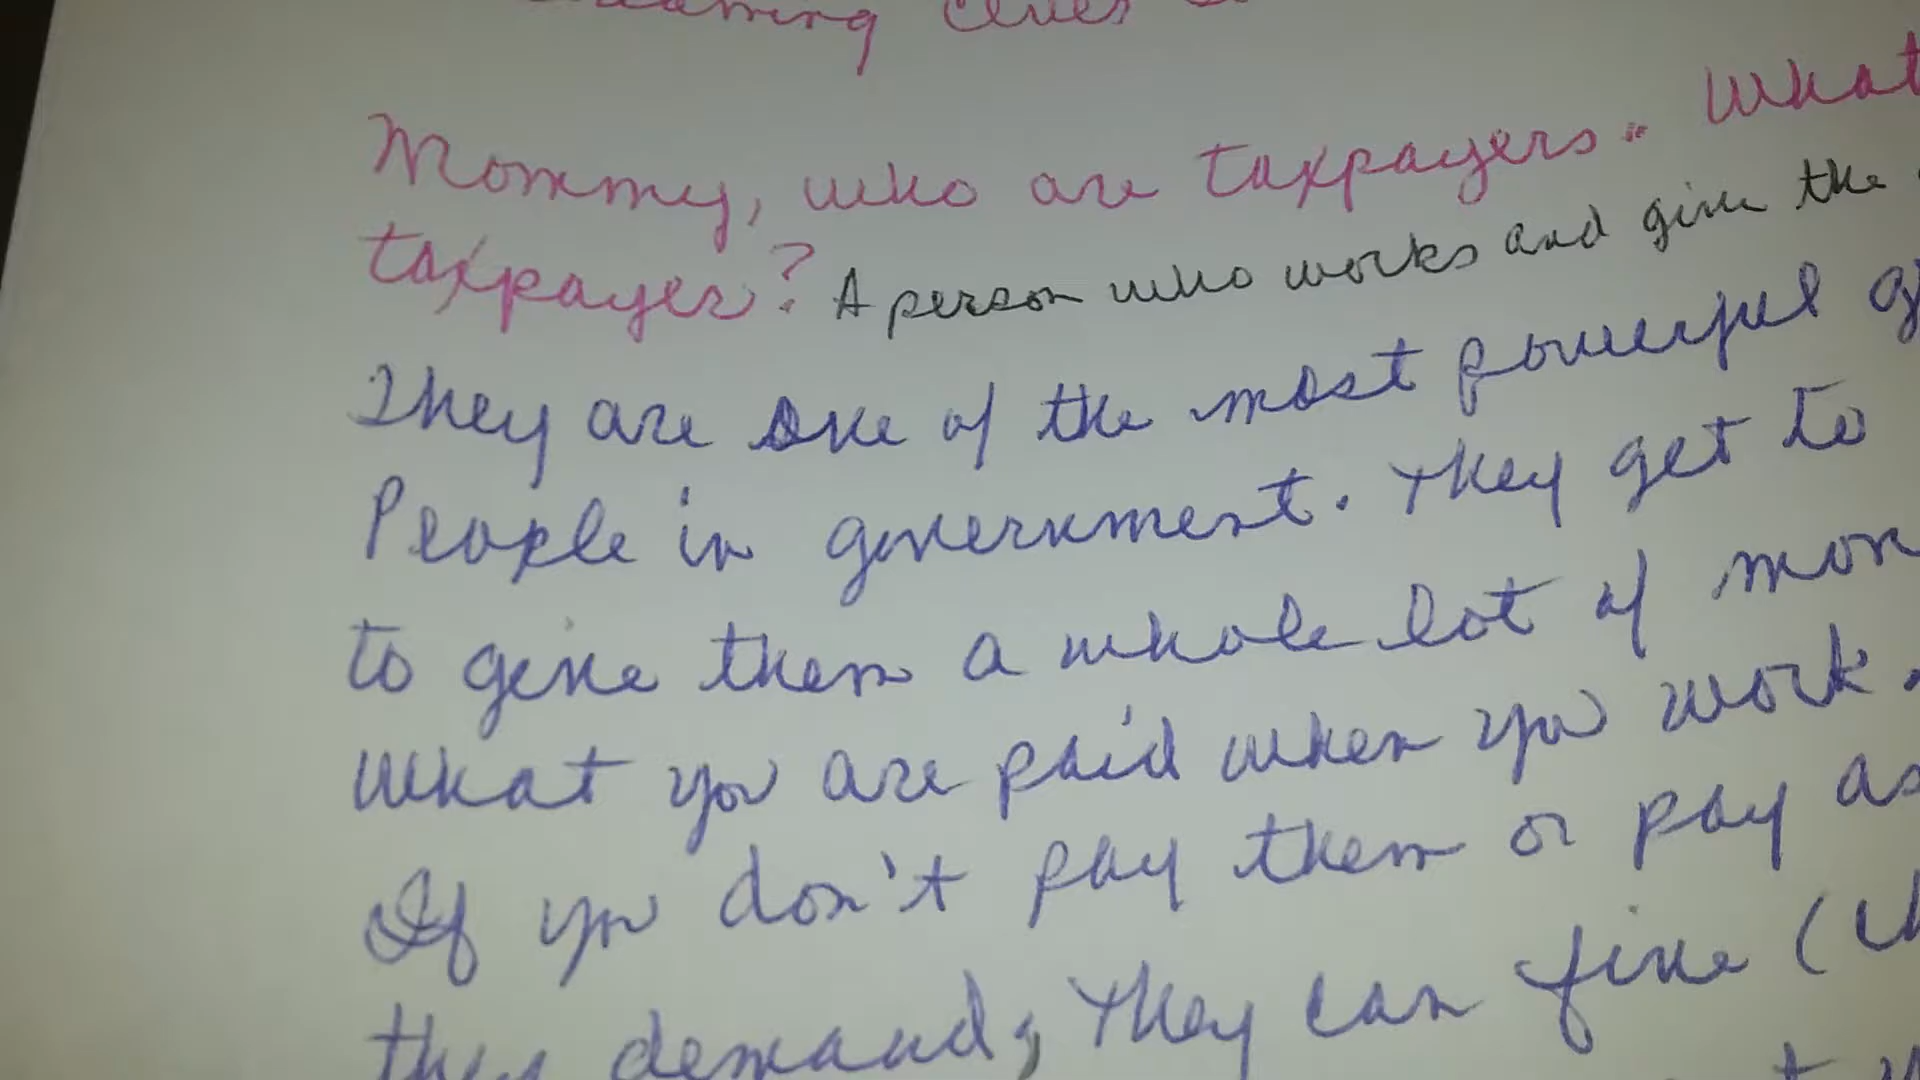 Mommy, who are taxpayers. What
taxpayer? A person who works and give the
They are one of the most powerful
People in government. They get to
to give them a whole lot of mon
what you are paid when you work.
If you don't pay them or pay as
they demand, they can fine (